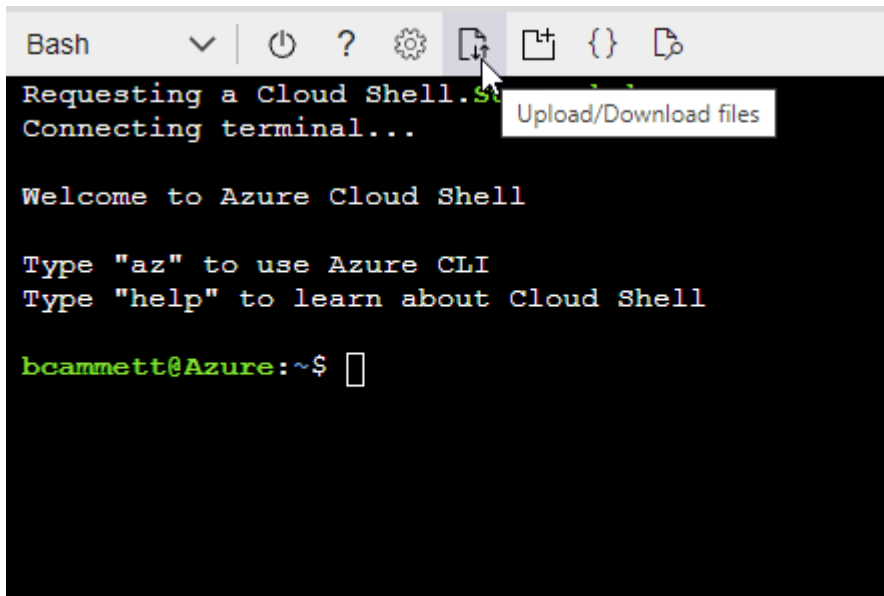 Bash
Requesting a Cloud Shell.
Upload/Download files
Connecting terminal...
Welcome to Azure Cloud Shell
Type "az" to use Azure CLI
Type "help" to learn about Cloud Shell
bcammett@Azure:~$